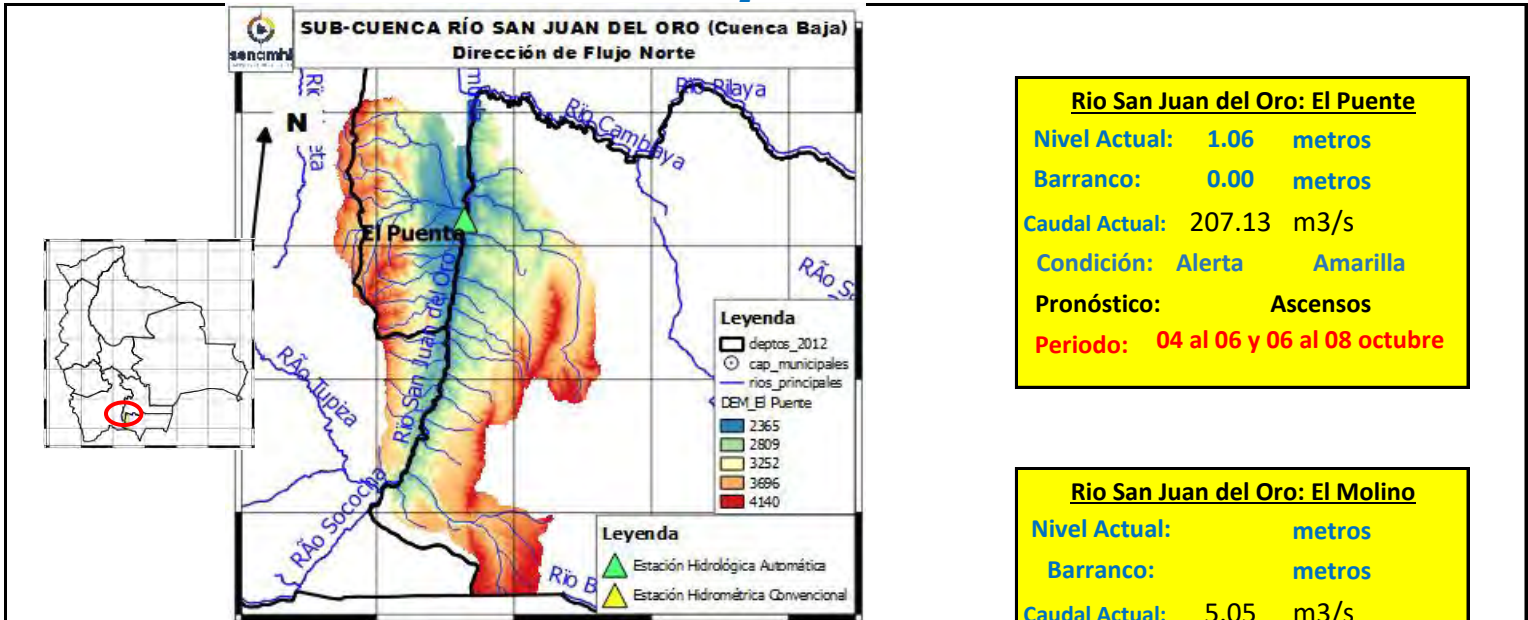 SUB-CUENCA RÍO SAN JUAN DEL ORO (Cuenca Baja)
Dirección de Flujo Norte
senamhi
N
Río Pilaya
Río Camblaya
El Puente
Río San Juan del Oro
RÃo Tupiza
RÃo Sococha
RÃo S
Río B
Leyenda
deptos_2012
cap_municipales
rios_principales
DEM_El Puente
2365
2809
3252
3696
4140
Leyenda
Estación Hidrológica Automática
Estación Hidrométrica Convencional
Rio San Juan del Oro: El Puente
Nivel Actual: 1.06 metros
Barranco: 0.00 metros
Caudal Actual: 207.13 m3/s
Condición: Alerta Amarilla
Pronóstico: Ascensos
Periodo: 04 al 06 y 06 al 08 octubre
Rio San Juan del Oro: El Molino
Nivel Actual: metros
Barranco: metros
Caudal Actual: 5.05 m3/s